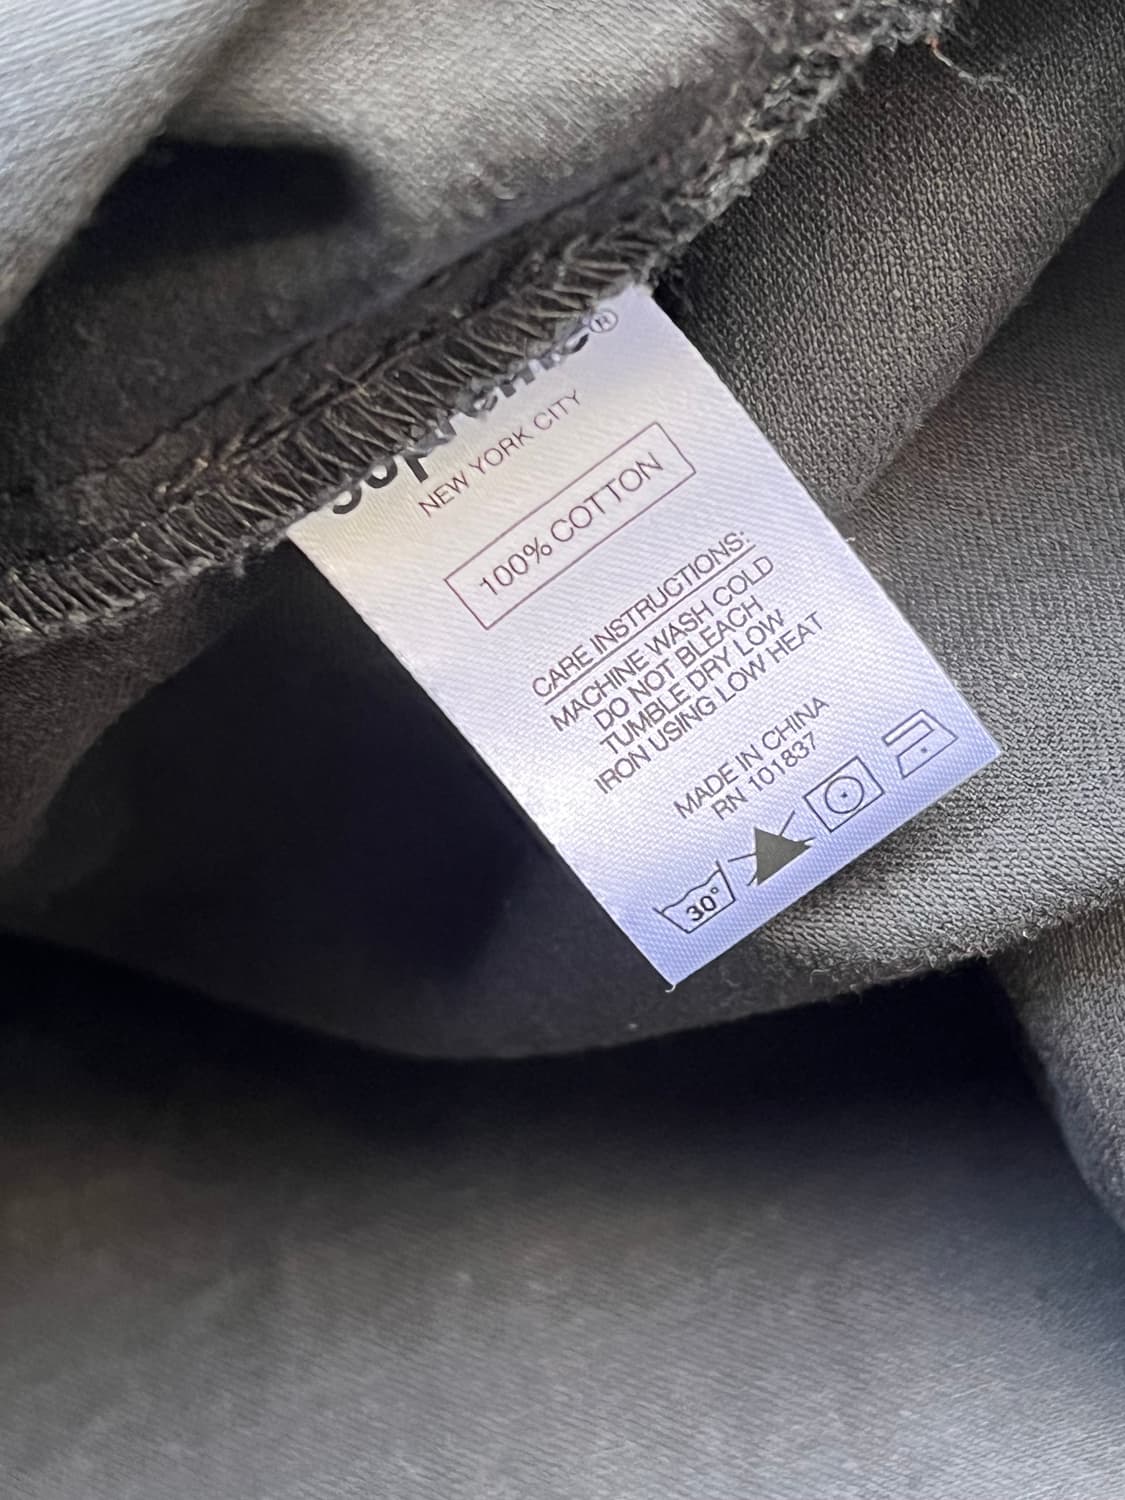 Supreme®
NEW YORK CITY
100% COTTON
CARE INSTRUCTIONS:
MACHINE WASH COLD
DO NOT BLEACH
TUMBLE DRY LOW
IRON USING LOW HEAT
MADE IN CHINA
RN 101837
30°